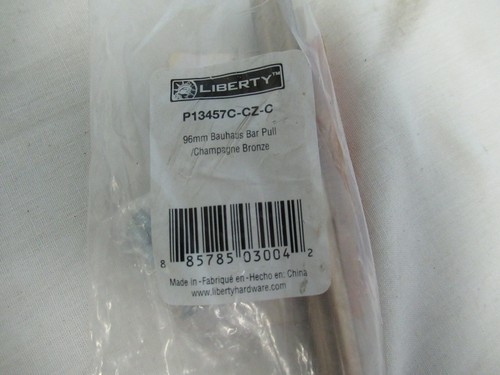 LIBERTY™
P13457C-CZ-C
96mm Bauhaus Bar Pull
/Champagne Bronze
8 85785 03004 2
Made in - Fabriqué en - Hecho en: China
www.libertyhardware.com